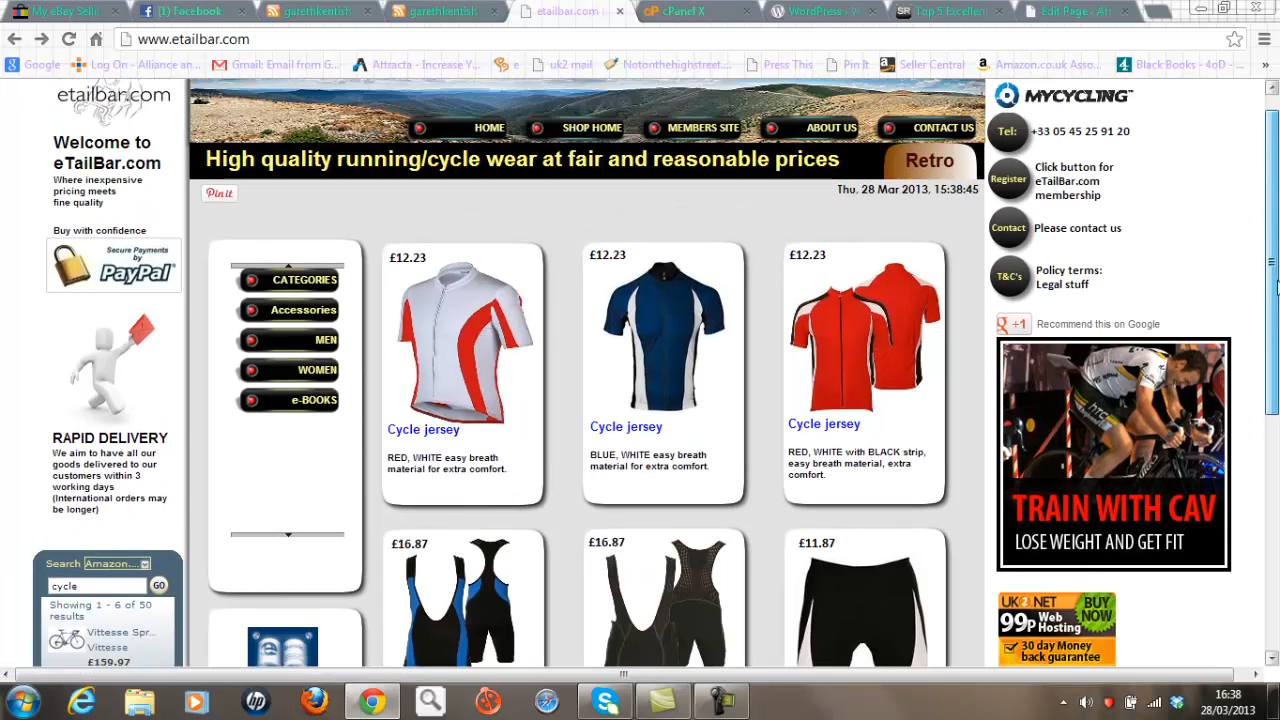 My eBay Selli
[1] Facebook
garethkentish
garethkentish
etailbar.com
cPanel X
WordPress › 
Top 5 Excellen
Edit Page ‹ 
www.etailbar.com
Google
Log On - Alliance an...
Gmail: Email from G...
Attracta - Increase Y...
e
uk2 mail
Notonthehighstreet....
Press This
Pin It
Seller Central
Amazon.co.uk Asso...
Black Books - 4oD - ...
»
etailbar.com
Welcome to
eTailBar.com
Where inexpensive
pricing meets
fine quality
Buy with confidence
Secure Payments
by
PayPal
RAPID DELIVERY
We aim to have all our
goods delivered to our
customers within 3
working days
(International orders may
be longer)
Search Amazon....
cycle
GO
Showing 1 - 6 of 50
results
Vittesse Spr...
Vittesse
£159.97
HOME
SHOP HOME
MEMBERS SITE
ABOUT US
CONTACT US
High quality running/cycle wear at fair and reasonable prices
Retro
Thu, 28 Mar 2013, 15:38:45
Pin it
CATEGORIES
Accessories
MEN
WOMEN
e-BOOKS
£12.23
Cycle jersey
RED, WHITE easy breath
material for extra comfort.
£12.23
Cycle jersey
BLUE, WHITE easy breath
material for extra comfort.
£12.23
Cycle jersey
RED, WHITE with BLACK strip,
easy breath material, extra
comfort.
£16.87
£16.87
£11.87
MYCYCLING
Tel: +33 05 45 25 91 20
Register
Click button for
eTailBar.com
membership
Contact Please contact us
T&C's
Policy terms:
Legal stuff
g +1 Recommend this on Google
htc
TRAIN WITH CAV
LOSE WEIGHT AND GET FIT
UK2.NET
99P Web
Hosting
BUY
NOW
30 day Money
back guarantee
hp
16:38
28/03/2013